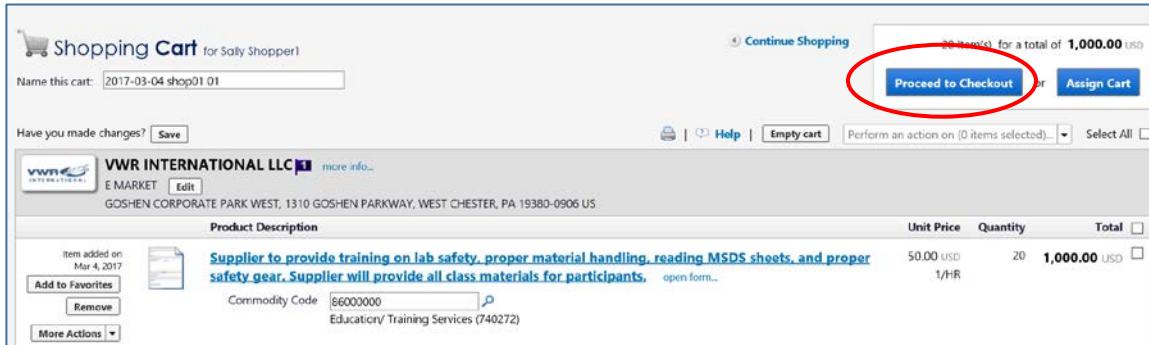 Shopping Cart for Sally Shopper1
Continue Shopping
20 item(s) for a total of 1,000.00 USD
Name this cart: 2017-03-04 shop01 01
Proceed to Checkout or Assign Cart
Have you made changes? Save
Help | Empty cart Perform an action on (0 items selected)... Select All
VWR INTERNATIONAL
VWR INTERNATIONAL LLC 1 more info...
E MARKET Edit
GOSHEN CORPORATE PARK WEST, 1310 GOSHEN PARKWAY, WEST CHESTER, PA 19380-0906 US
Product Description Unit Price Quantity Total
Item added on
Mar 4, 2017
Add to Favorites
Remove
More Actions
Supplier to provide training on lab safety, proper material handling, reading MSDS sheets, and proper
safety gear. Supplier will provide all class materials for participants. open form...
50.00 USD 20 1,000.00 USD
1/HR
Commodity Code 86000000
Education/ Training Services (740272)